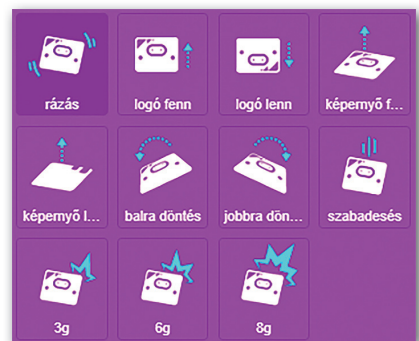 rázás
logó fenn
logó lenn
képernyő f...
képernyő l...
balra döntés
jobbra dön...
szabadesés
3g
6g
8g